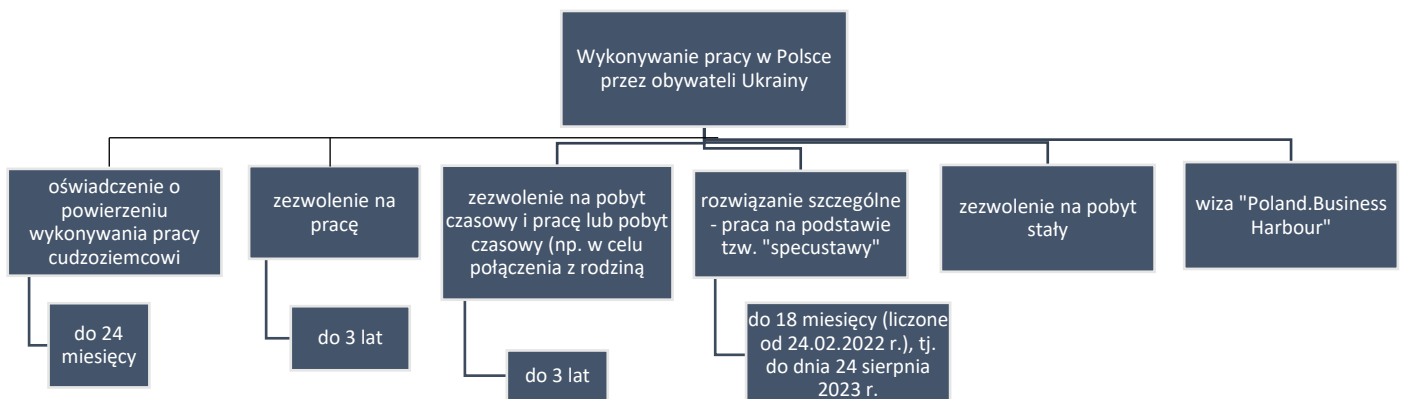 Wykonywanie pracy w Polsce
przez obywateli Ukrainy
oświadczenie o
powierzeniu
wykonywania pracy
cudzoziemcowi
do 24
miesięcy
zezwolenie na
pracę
do 3 lat
zezwolenie na pobyt
czasowy i pracę lub pobyt
czasowy (np. w celu
połączenia z rodziną
do 3 lat
rozwiązanie szczególne
- praca na podstawie
tzw. "specustawy"
do 18 miesięcy (liczone
od 24.02.2022 r.), tj.
do dnia 24 sierpnia
2023 r.
zezwolenie na pobyt
stały
wiza "Poland.Business
Harbour"